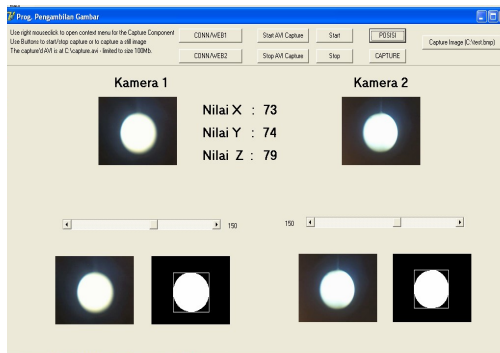 Prog. Pengambilan Gambar
Use right mouseclick to open context menu for the Capture Component
Use Buttons to start/stop capture or to capture a still image
The capture'd AVI is at C:\capture.avi - limited to size 100Mb.
CONN/WEB1
Start AVI Capture
Start
POSISI
Capture Image (C:\test.bmp)
CONN/WEB2
Stop AVI Capture
Stop
CAPTURE
Kamera 1
Kamera 2
Nilai X : 73
Nilai Y : 74
Nilai Z : 79
150
150